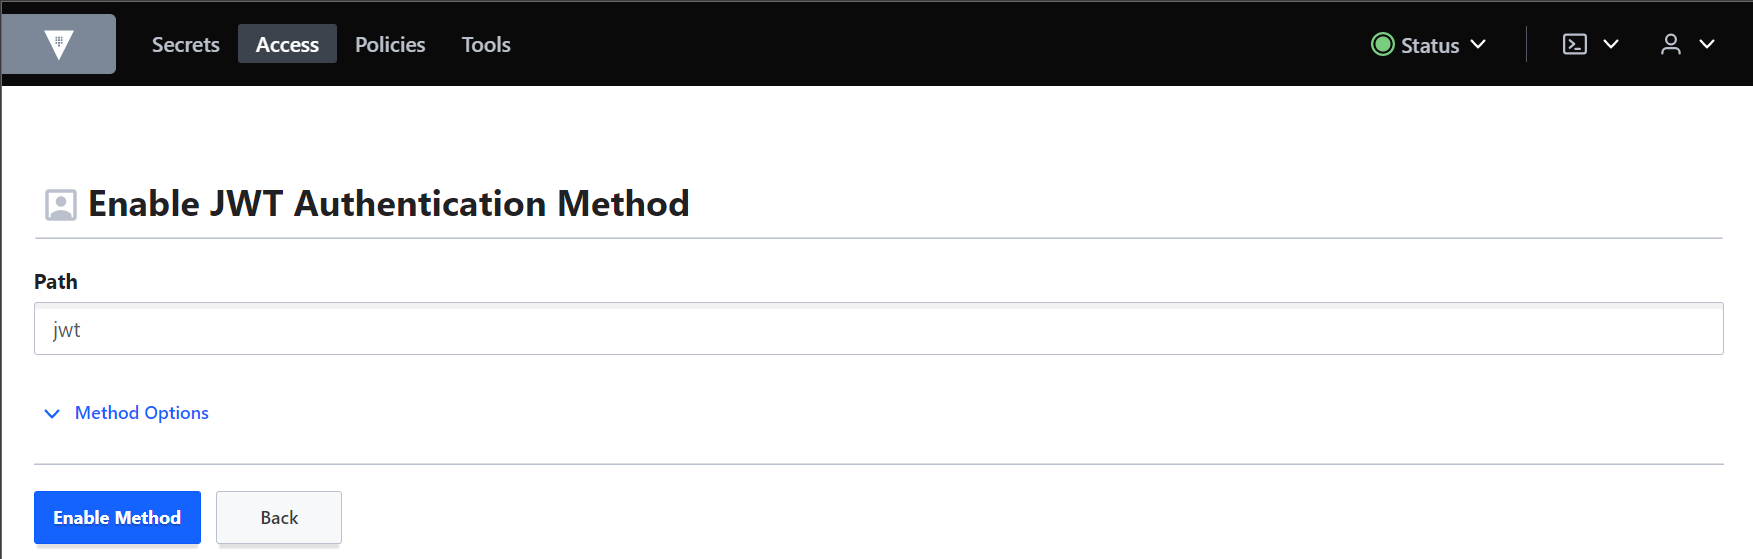 Secrets Access Policies Tools Status
Enable JWT Authentication Method
Path
jwt
Method Options
Enable Method Back